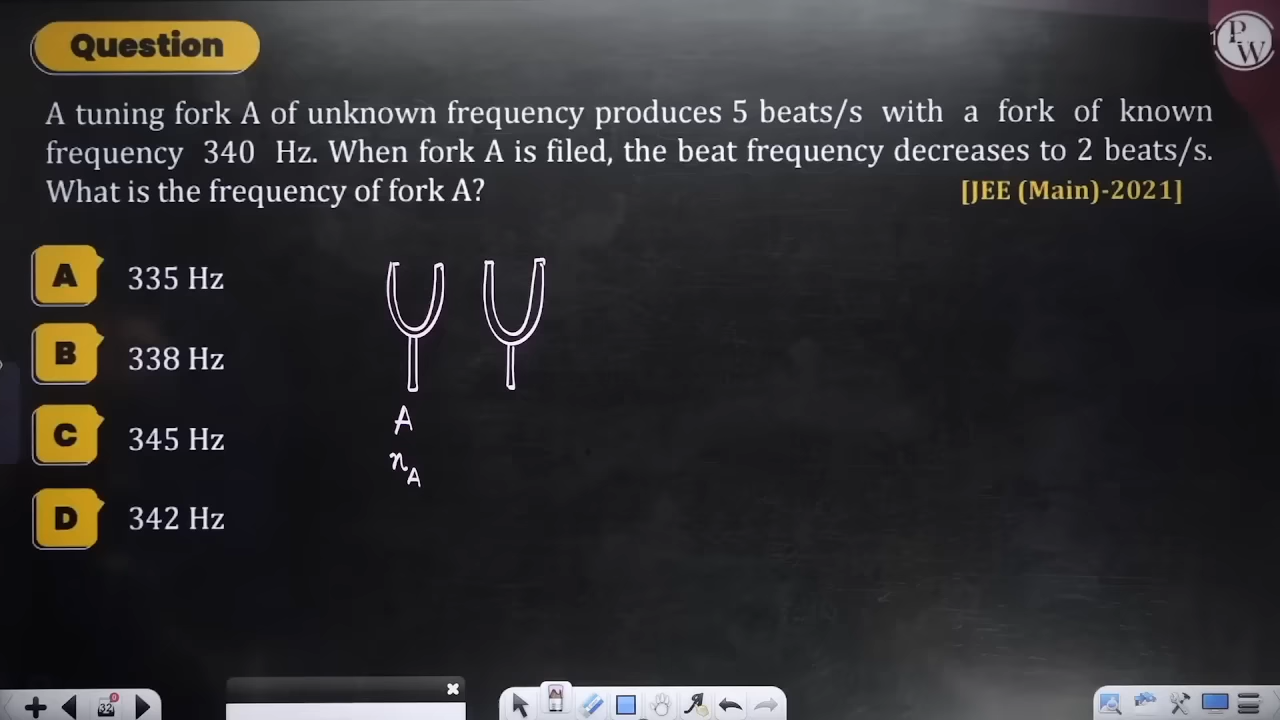 Question
PW
A tuning fork A of unknown frequency produces 5 beats/s with a fork of known
frequency 340 Hz. When fork A is filed, the beat frequency decreases to 2 beats/s.
What is the frequency of fork A?
[JEE (Main)-2021]
A 335 Hz
B 338 Hz
C 345 Hz
D 342 Hz
A
n_A
32
9